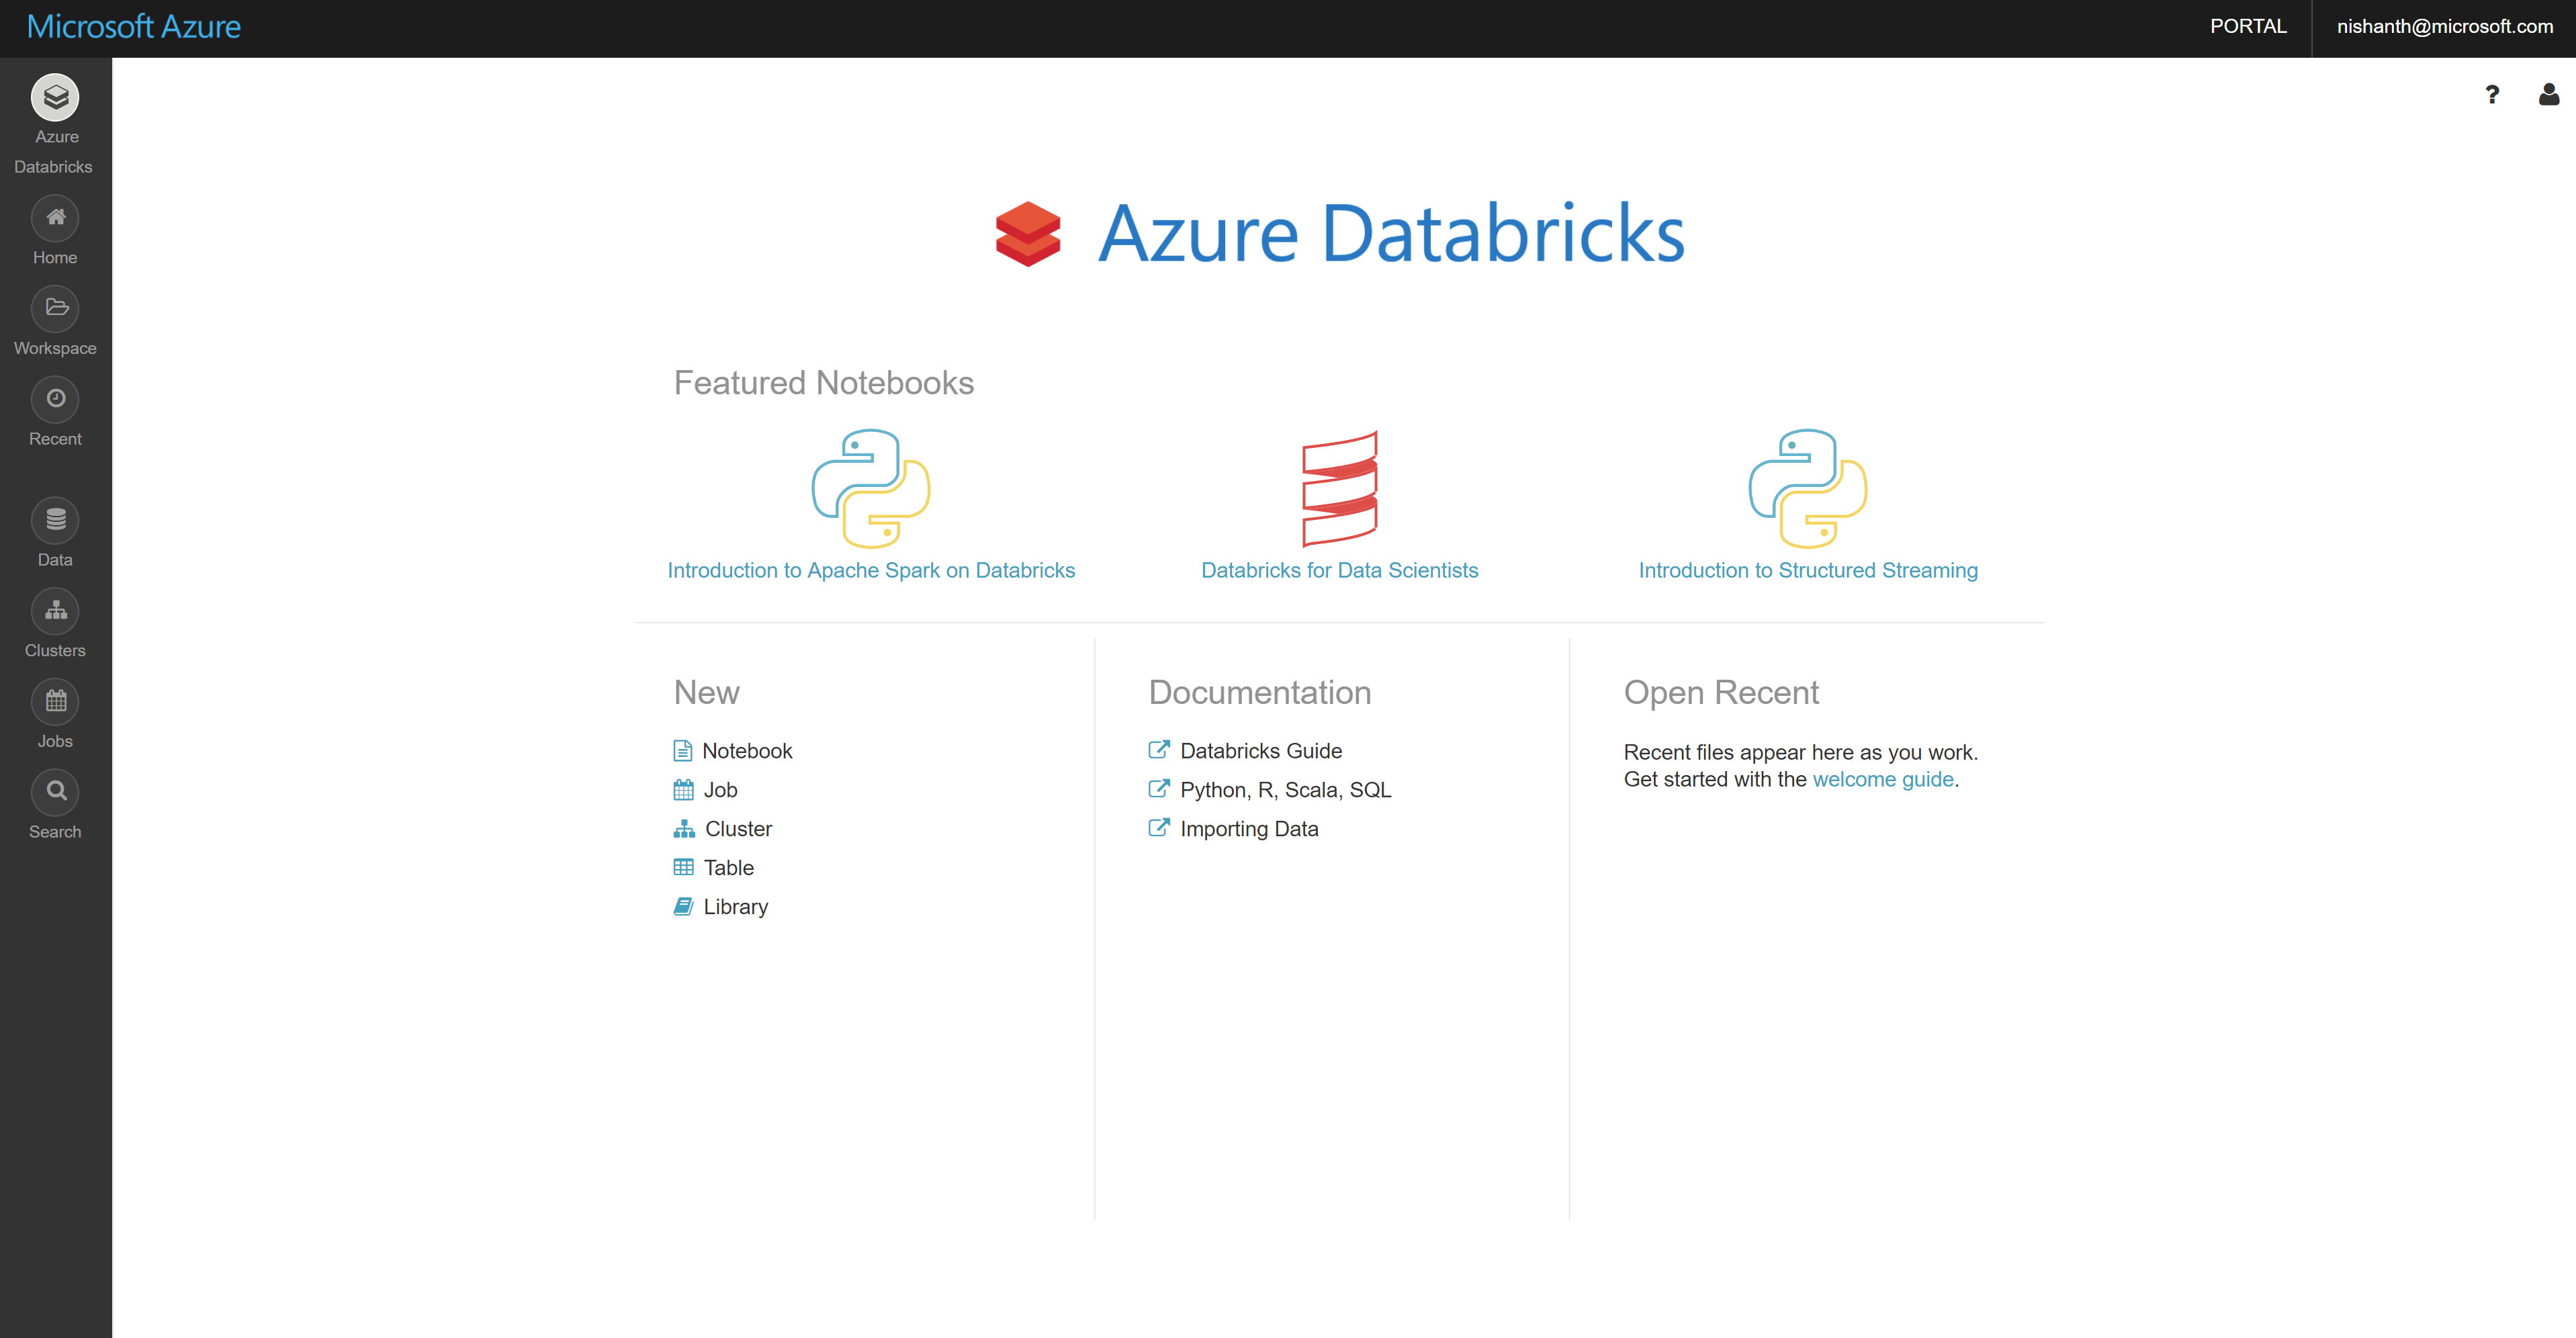 Microsoft Azure
PORTAL
nishanth@microsoft.com
?
Azure
Databricks
Home
Workspace
Recent
Data
Clusters
Jobs
Search
Azure Databricks
Featured Notebooks
Introduction to Apache Spark on Databricks
Databricks for Data Scientists
Introduction to Structured Streaming
New
Notebook
Job
Cluster
Table
Library
Documentation
Databricks Guide
Python, R, Scala, SQL
Importing Data
Open Recent
Recent files appear here as you work.
Get started with the welcome guide.